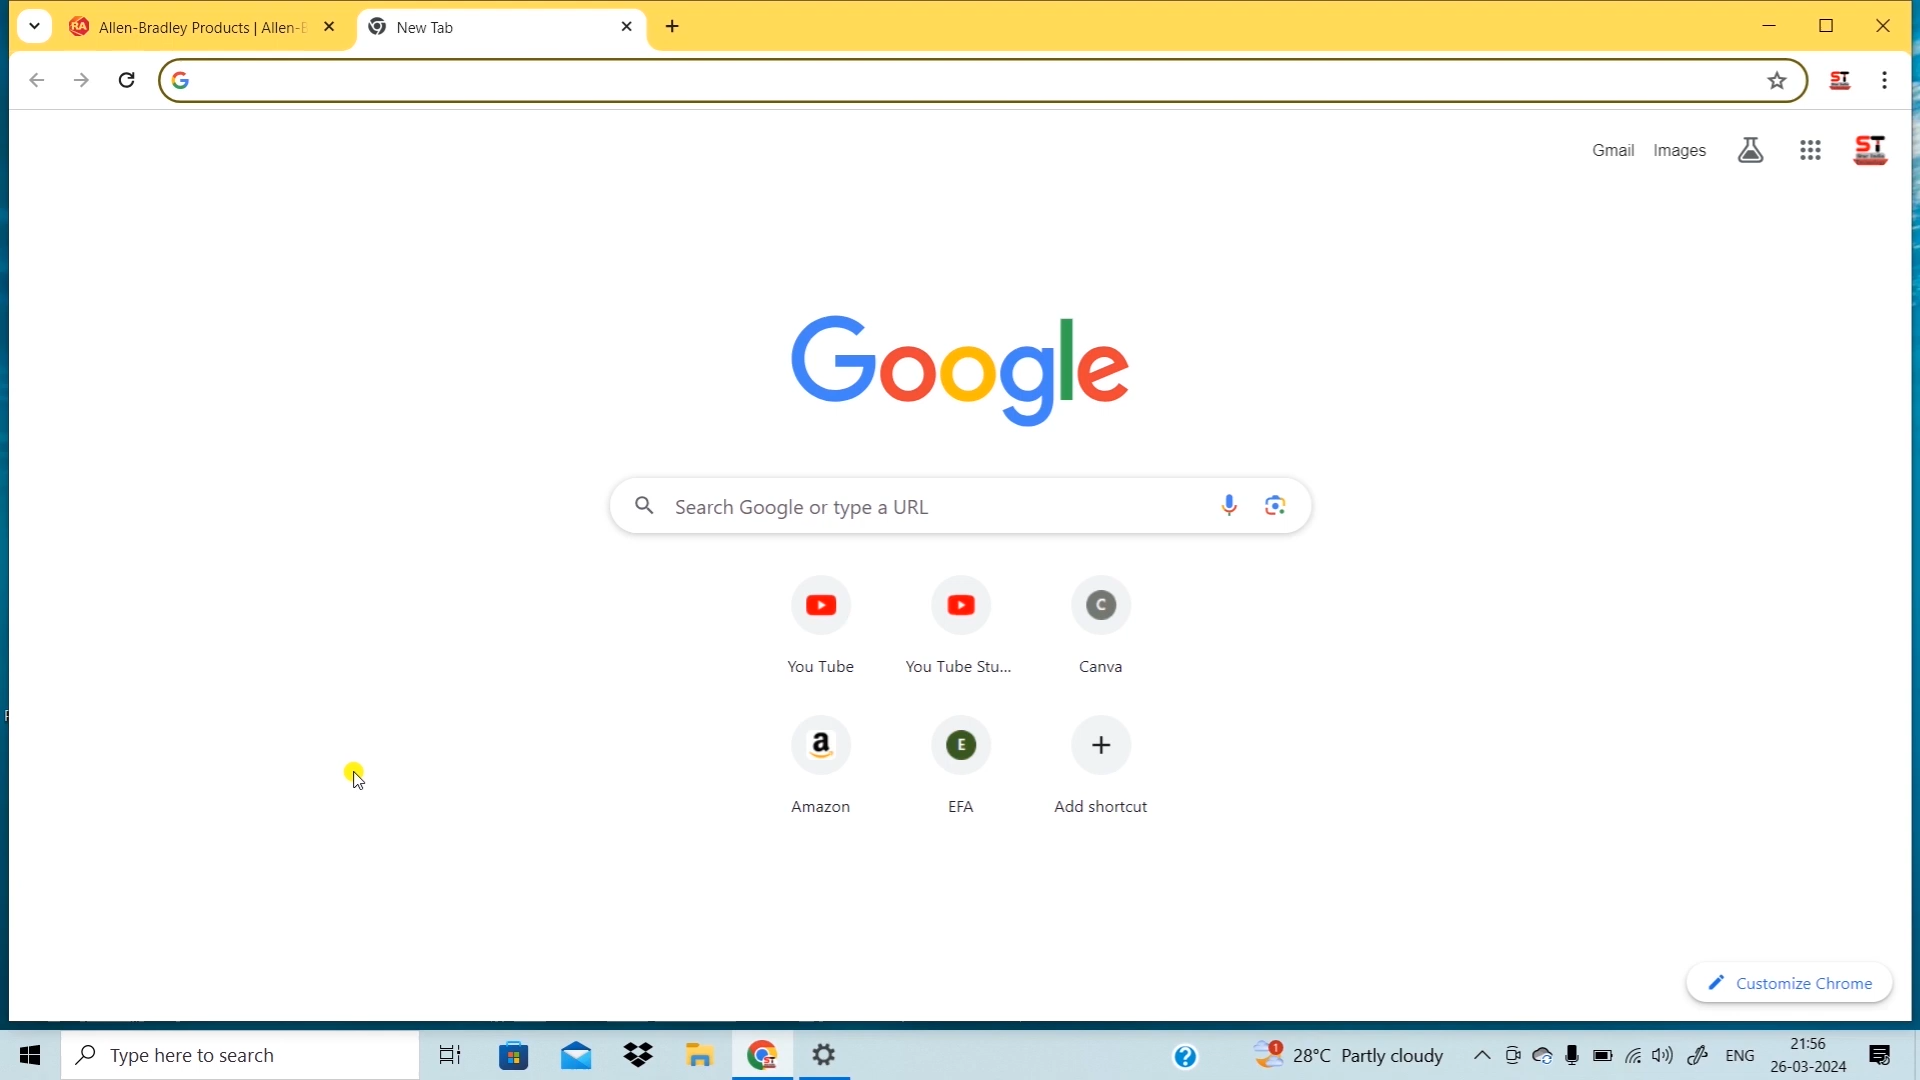 Allen-Bradley Products | Allen-B
New Tab
Gmail Images
ST
Google
Search Google or type a URL
C
You Tube
You Tube Stu...
Canva
a
E
Amazon
EFA
Add shortcut
Customize Chrome
Type here to search
1
28°C Partly cloudy
ENG
21:56
26-03-2024